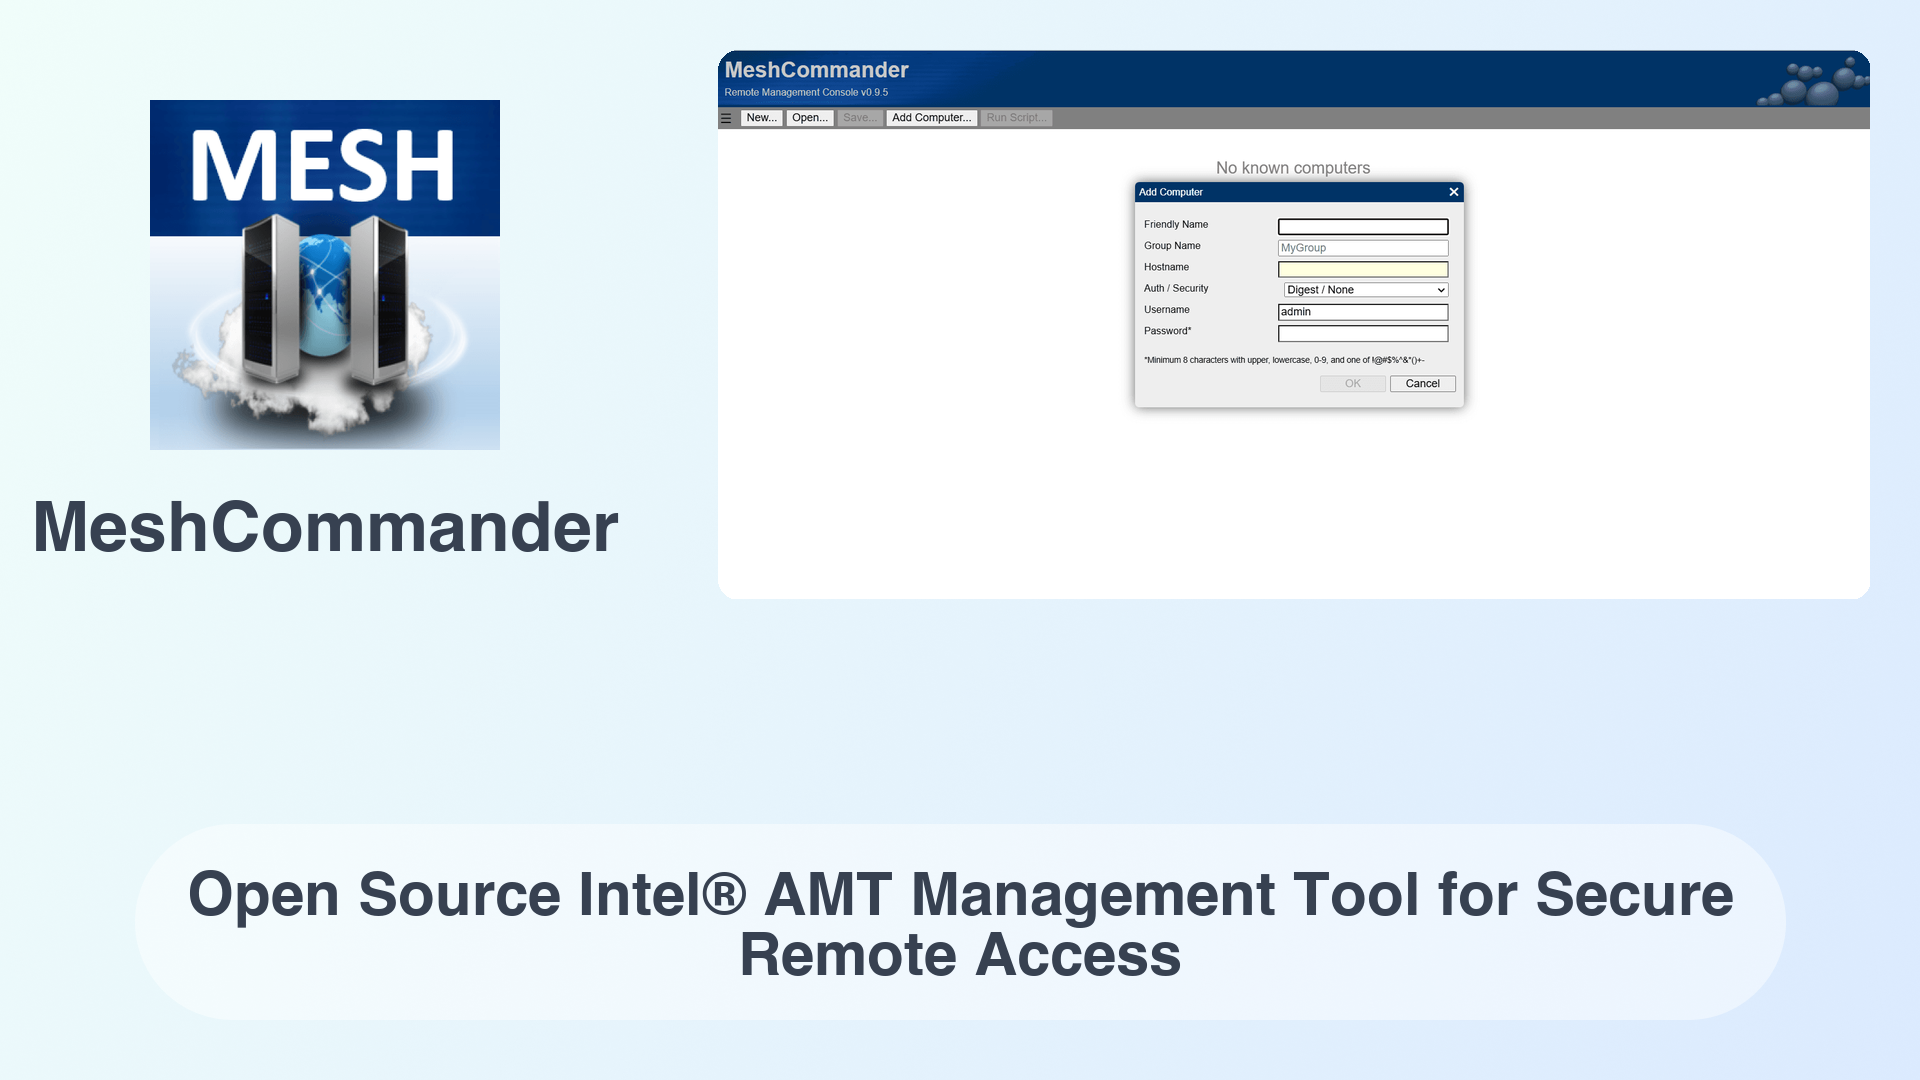 MESH
MeshCommander
MeshCommander
Remote Management Console v0.9.5
☰ New... Open... Save... Add Computer... Run Script...
No known computers
Add Computer
Friendly Name
Group Name MyGroup
Hostname
Auth / Security Digest / None
Username admin
Password*
*Minimum 8 characters with upper, lowercase, 0-9, and one of !@#$%^&*()+-
OK Cancel
Open Source Intel® AMT Management Tool for Secure
Remote Access